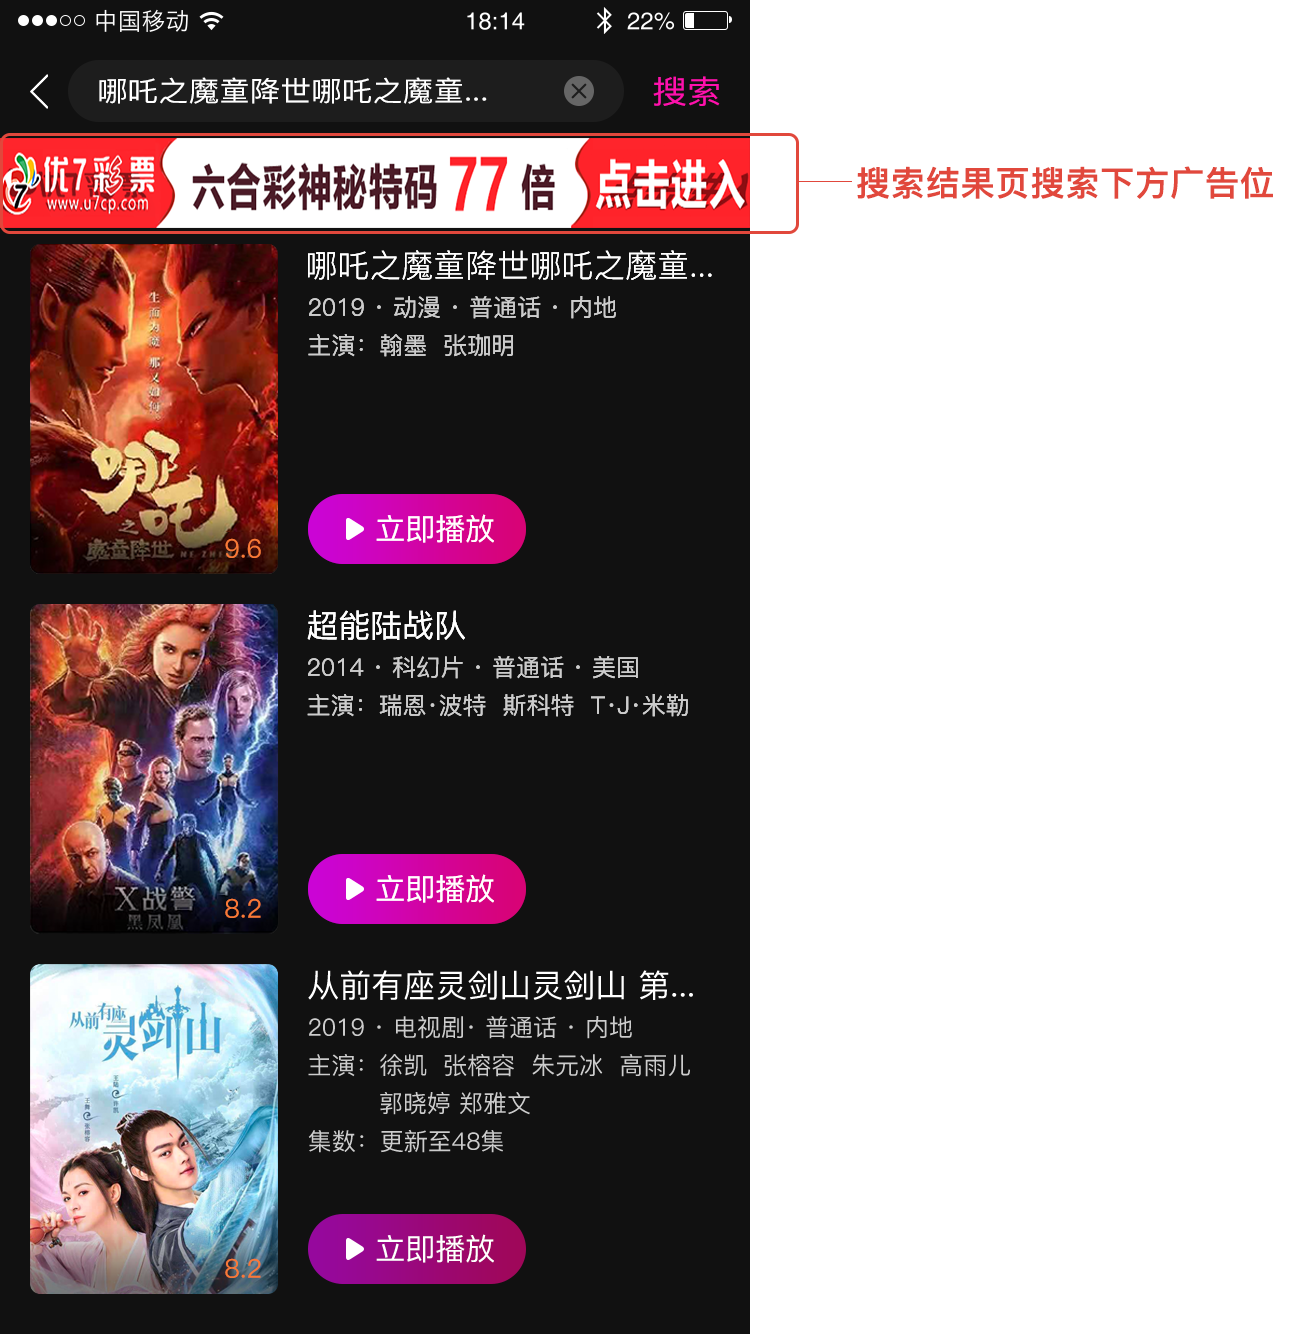 中国移动 18:14 22%
哪吒之魔童降世哪吒之魔童... 搜索
优7彩票
www.u7cp.com
六合彩神秘特码 77 倍
点击进入
搜索结果页搜索下方广告位
生而为魔 那又如何
哪吒
之
魔童降世
NE ZHA
9.6
哪吒之魔童降世哪吒之魔童...
2019 · 动漫 · 普通话 · 内地
主演：翰墨 张珈明
立即播放
X战警
黑凤凰
8.2
超能陆战队
2014 · 科幻片 · 普通话 · 美国
主演：瑞恩·波特 斯科特 T·J·米勒
立即播放
从前有座
灵剑山
8.2
从前有座灵剑山灵剑山 第...
2019 · 电视剧· 普通话 · 内地
主演：徐凯 张榕容 朱元冰 高雨儿
郭晓婷 郑雅文
集数：更新至48集
立即播放